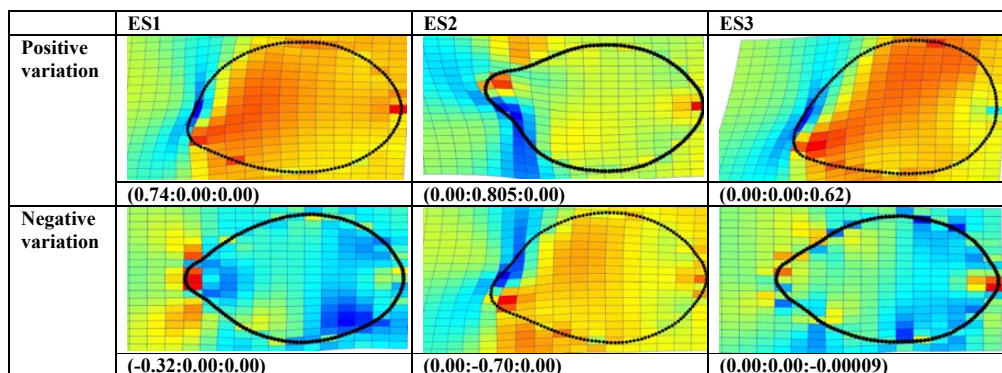 ES1 ES2 ES3
Positive variation
(0.74:0.00:0.00) (0.00:0.805:0.00) (0.00:0.00:0.62)
Negative variation
(-0.32:0.00:0.00) (0.00:-0.70:0.00) (0.00:0.00:-0.00009)